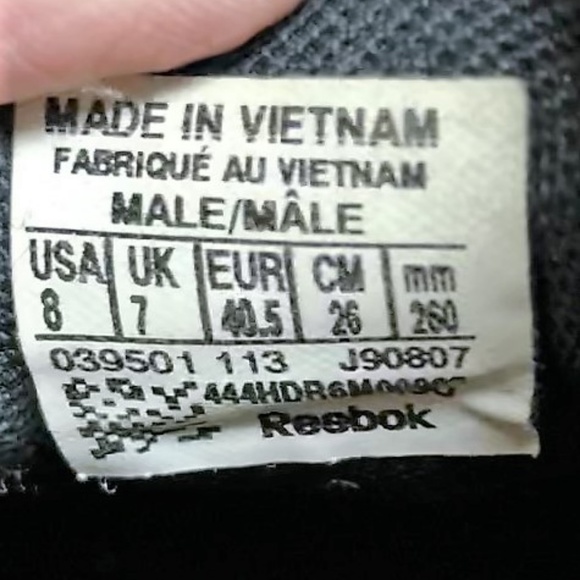 MADE IN VIETNAM
FABRIQUÉ AU VIETNAM
MALE/MÂLE
USA UK EUR CM mm
8 7 40.5 26 260
039501 113 J90807
Reebok